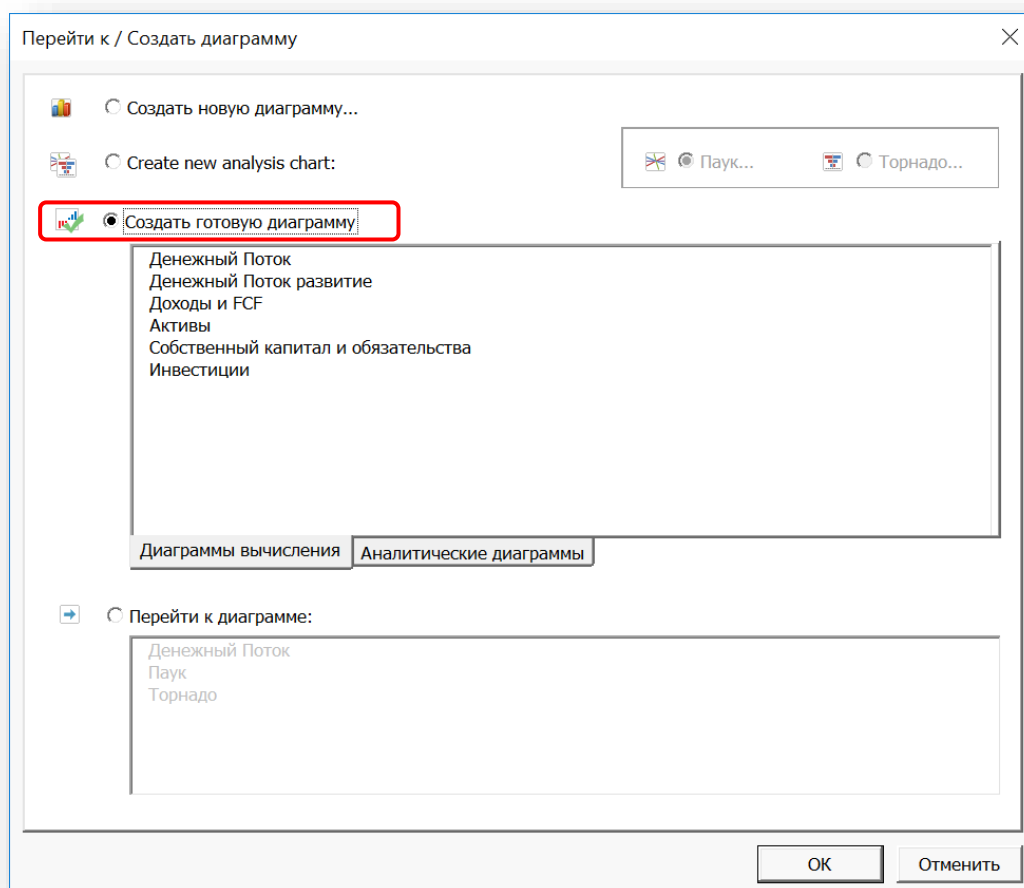 Перейти к / Создать диаграмму
Создать новую диаграмму...
Create new analysis chart:
Паук...
Торнадо...
Создать готовую диаграмму
Денежный Поток
Денежный Поток развитие
Доходы и FCF
Активы
Собственный капитал и обязательства
Инвестиции
Диаграммы вычисления
Аналитические диаграммы
Перейти к диаграмме:
Денежный Поток
Паук
Торнадо
ОК
Отменить